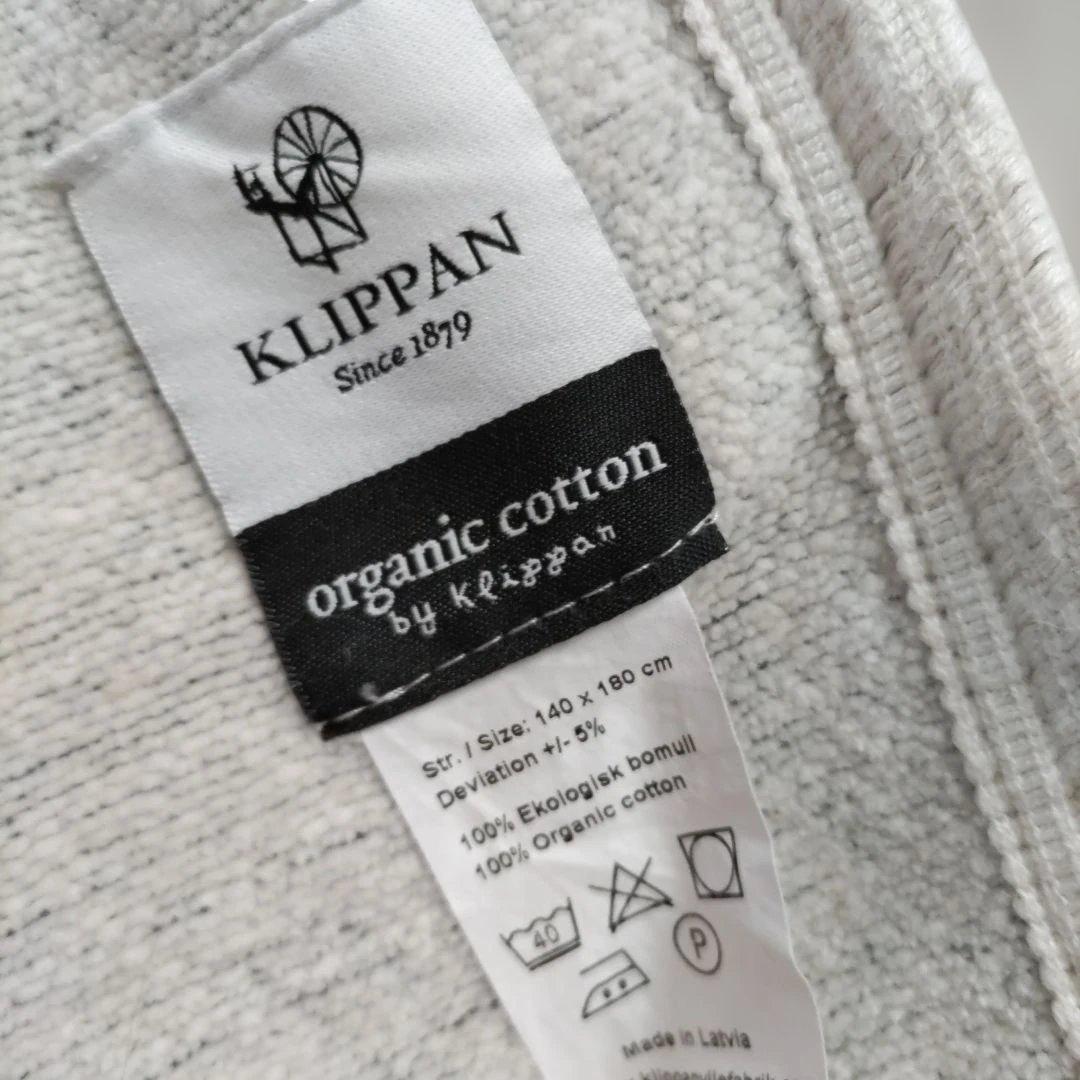 KLIPPAN
Since 1879
organic cotton
by klippan
Str. / Size: 140 x 180 cm
Deviation +/- 5%
100% Ekologisk bomull
100% Organic cotton
40
P
Made in Latvia